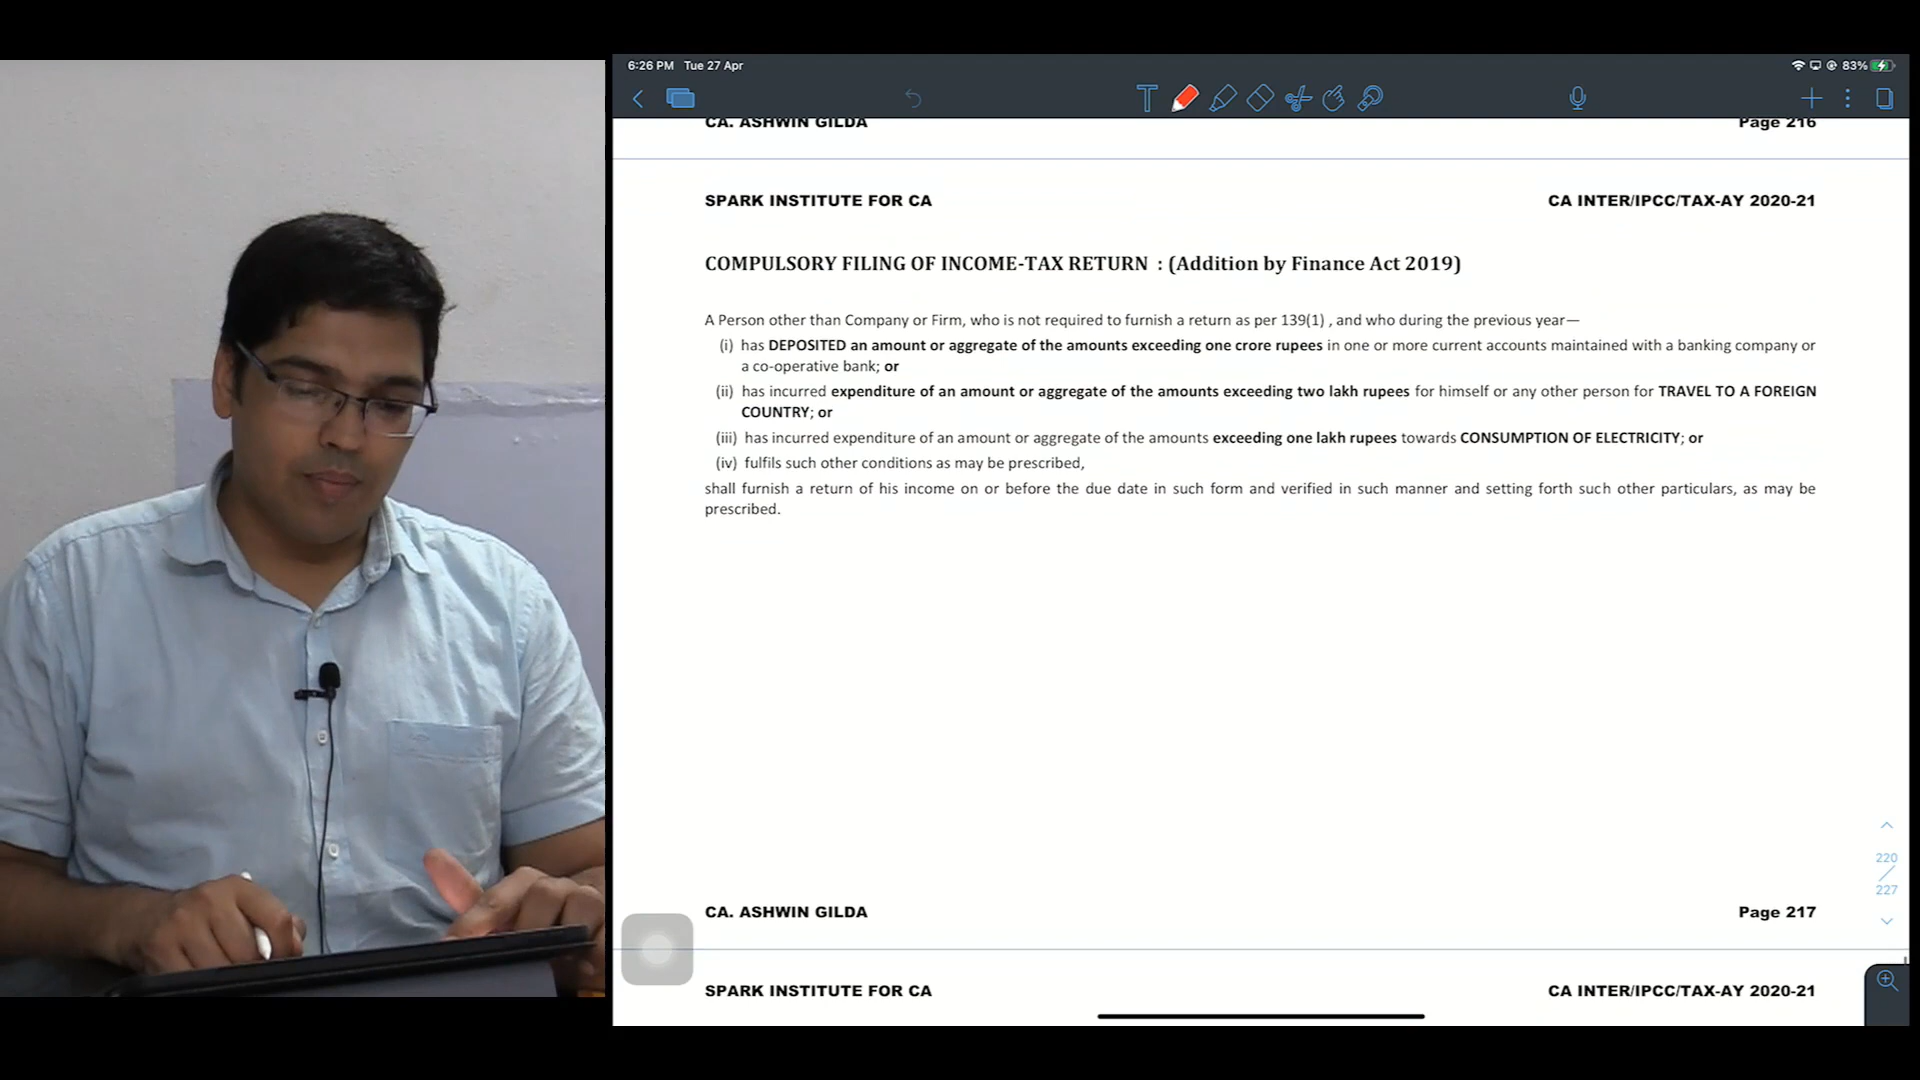 6:26 PM Tue 27 Apr
83%
CA. ASHWIN GILDA Page 216
SPARK INSTITUTE FOR CA CA INTER/IPCC/TAX-AY 2020-21
COMPULSORY FILING OF INCOME-TAX RETURN : (Addition by Finance Act 2019)
A Person other than Company or Firm, who is not required to furnish a return as per 139(1) , and who during the previous year—
(i) has DEPOSITED an amount or aggregate of the amounts exceeding one crore rupees in one or more current accounts maintained with a banking company or
a co-operative bank; or
(ii) has incurred expenditure of an amount or aggregate of the amounts exceeding two lakh rupees for himself or any other person for TRAVEL TO A FOREIGN
COUNTRY; or
(iii) has incurred expenditure of an amount or aggregate of the amounts exceeding one lakh rupees towards CONSUMPTION OF ELECTRICITY; or
(iv) fulfils such other conditions as may be prescribed,
shall furnish a return of his income on or before the due date in such form and verified in such manner and setting forth such other particulars, as may be
prescribed.
220
227
CA. ASHWIN GILDA Page 217
SPARK INSTITUTE FOR CA CA INTER/IPCC/TAX-AY 2020-21